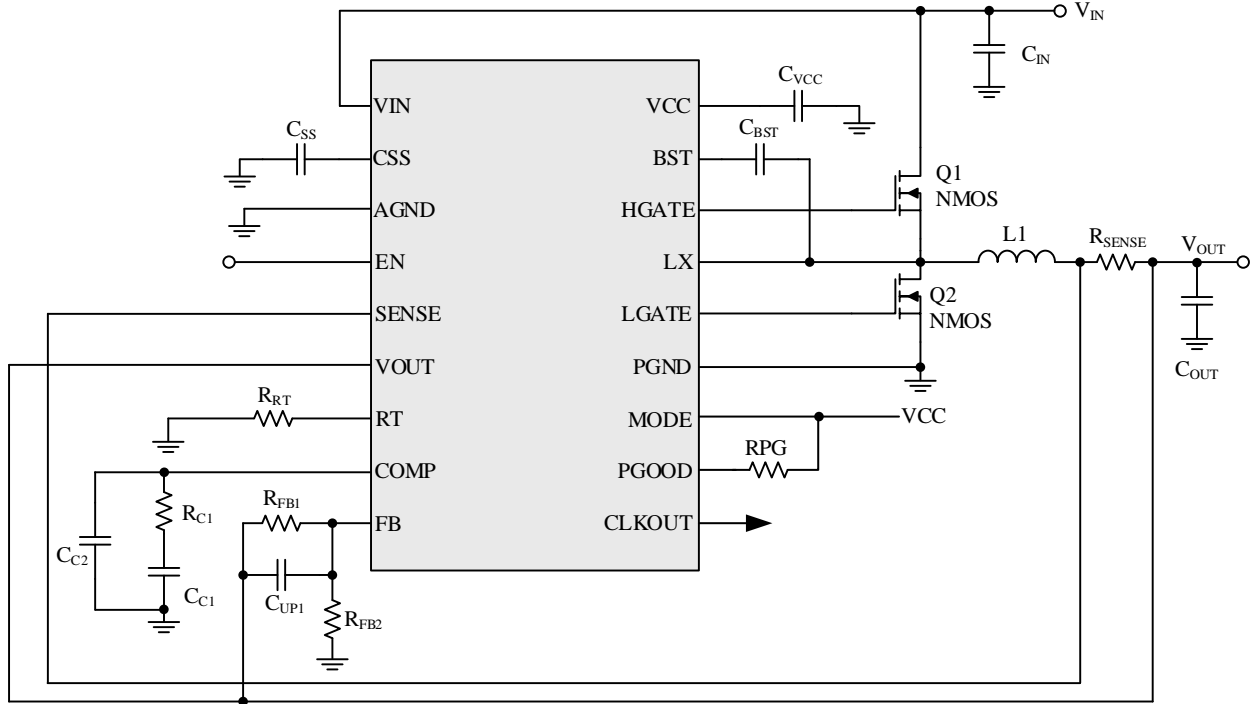 VIN
CIN
VIN
CSS
CSS
AGND
EN
SENSE
VOUT
RRT
RT
COMP
RC1
CC2
CC1
RFB1
FB
CUP1
RFB2
VCC
CVCC
BST
CBST
HGATE
Q1
NMOS
LX
L1
RSENSE
VOUT
LGATE
Q2
NMOS
COUT
PGND
MODE
VCC
RPG
PGOOD
CLKOUT